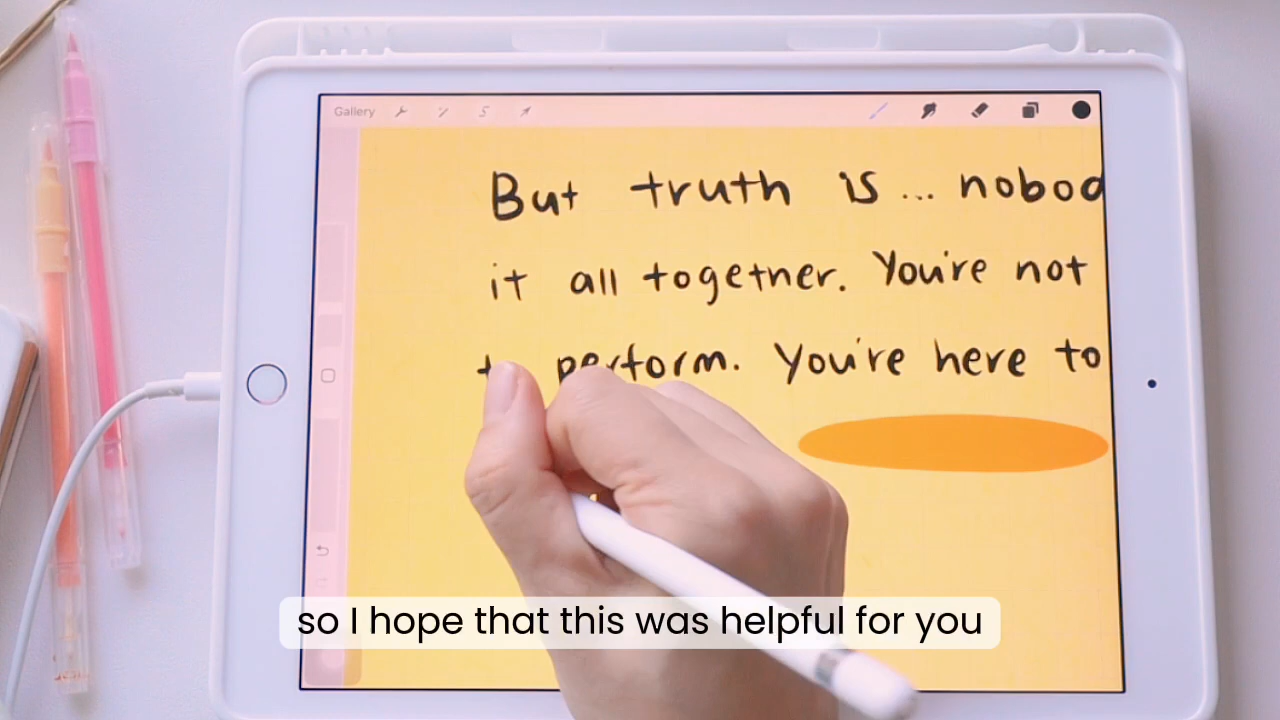 Gallery
But truth is... nobod
it all together. You're not
perform. You're here to
so I hope that this was helpful for you